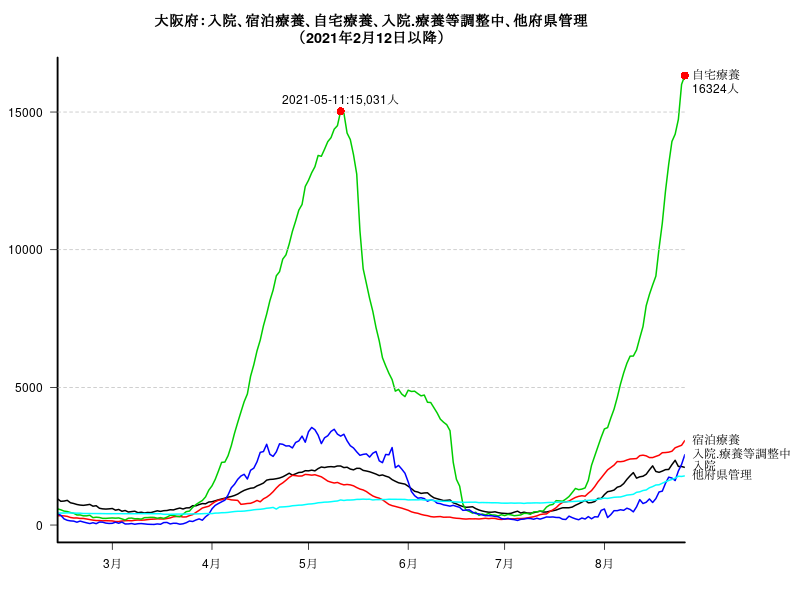 大阪府:入院、宿泊療養、自宅療養、入院.療養等調整中、他府県管理
(2021年2月12日以降)
15000
10000
5000
0
2021-05-11:15,031人
自宅療養
16324人
宿泊療養
入院.療養等調整中
入院
他府県管理
3月
4月
5月
6月
7月
8月